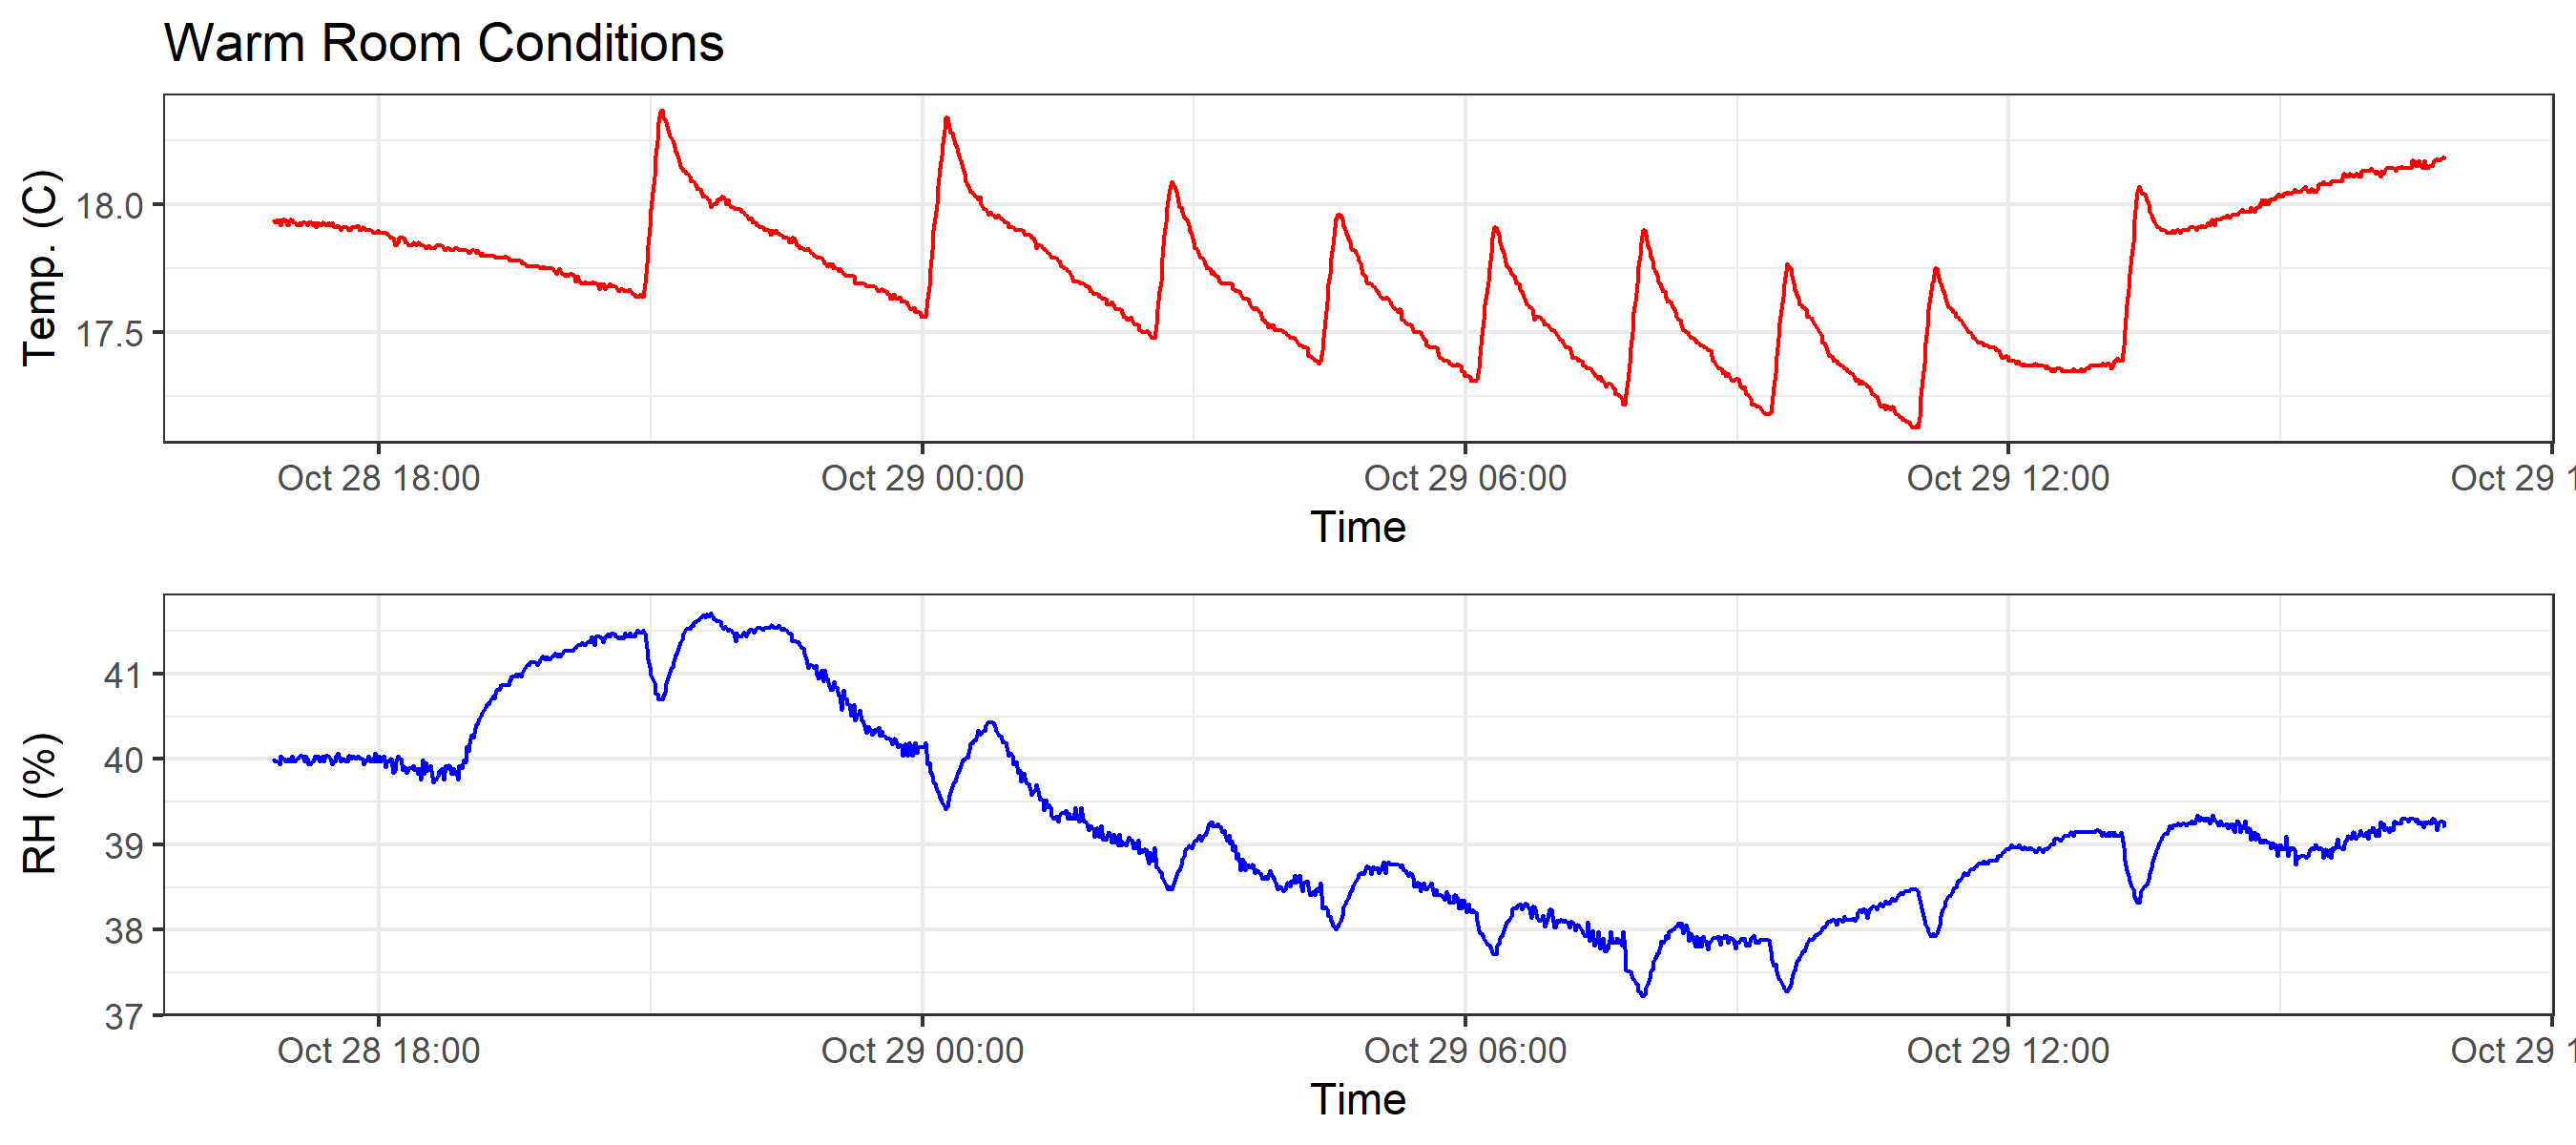 Warm Room Conditions
Temp. (C)
18.0
17.5
Oct 28 18:00
Oct 29 00:00
Oct 29 06:00
Oct 29 12:00
Oct 29 1
Time
RH (%)
41
40
39
38
37
Oct 28 18:00
Oct 29 00:00
Oct 29 06:00
Oct 29 12:00
Oct 29 1
Time